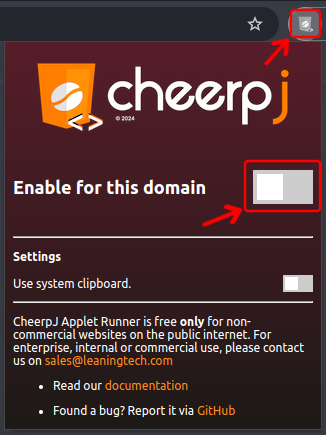 cheerpj
© 2024
<>
Enable for this domain
Settings
Use system clipboard.
CheerpJ Applet Runner is free only for non-
commercial websites on the public internet. For
enterprise, internal or commercial use, please contact
us on sales@leaningtech.com
• Read our documentation
• Found a bug? Report it via GitHub